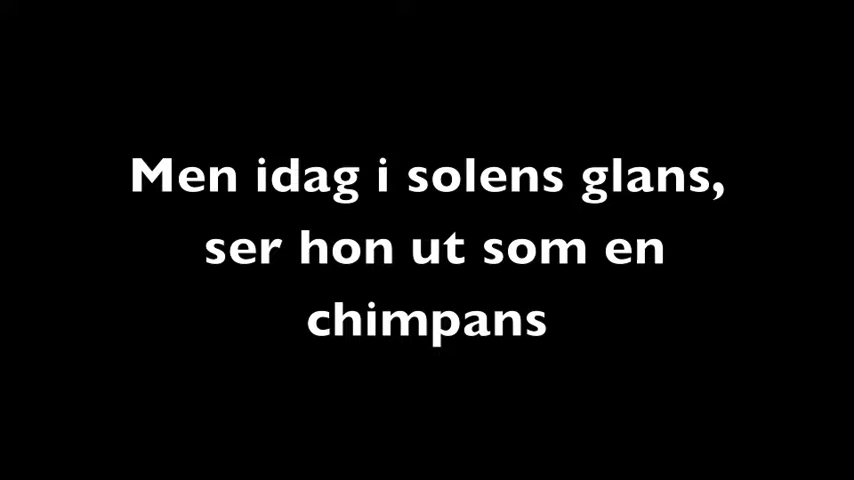 Men idag i solens glans,
ser hon ut som en
chimpans